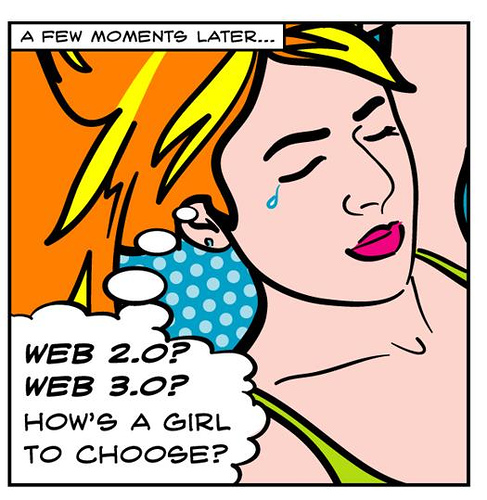 A FEW MOMENTS LATER...
WEB 2.0?
WEB 3.0?
HOW'S A GIRL
TO CHOOSE?